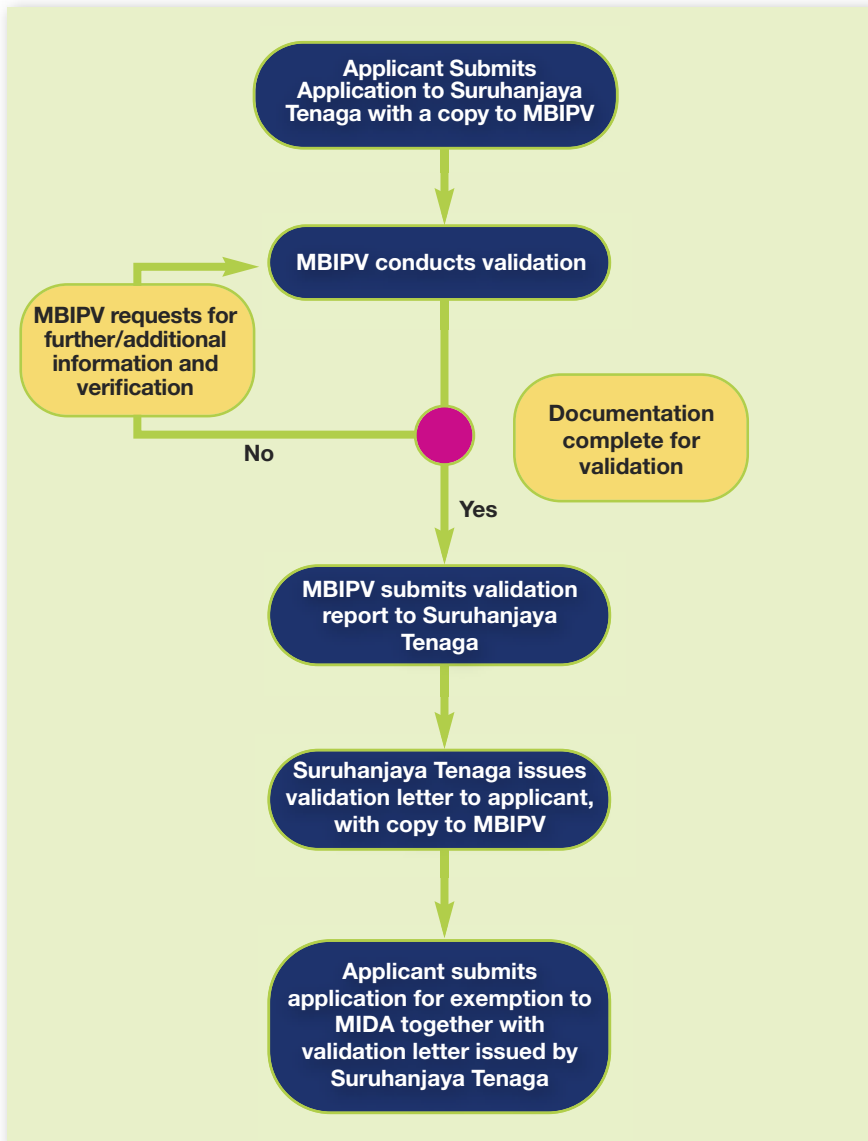 Applicant Submits
Application to Suruhanjaya
Tenaga with a copy to MBIPV
MBIPV conducts validation
MBIPV requests for
further/additional
information and
verification
Documentation
complete for
validation
No
Yes
MBIPV submits validation
report to Suruhanjaya
Tenaga
Suruhanjaya Tenaga issues
validation letter to applicant,
with copy to MBIPV
Applicant submits
application for exemption to
MIDA together with
validation letter issued by
Suruhanjaya Tenaga